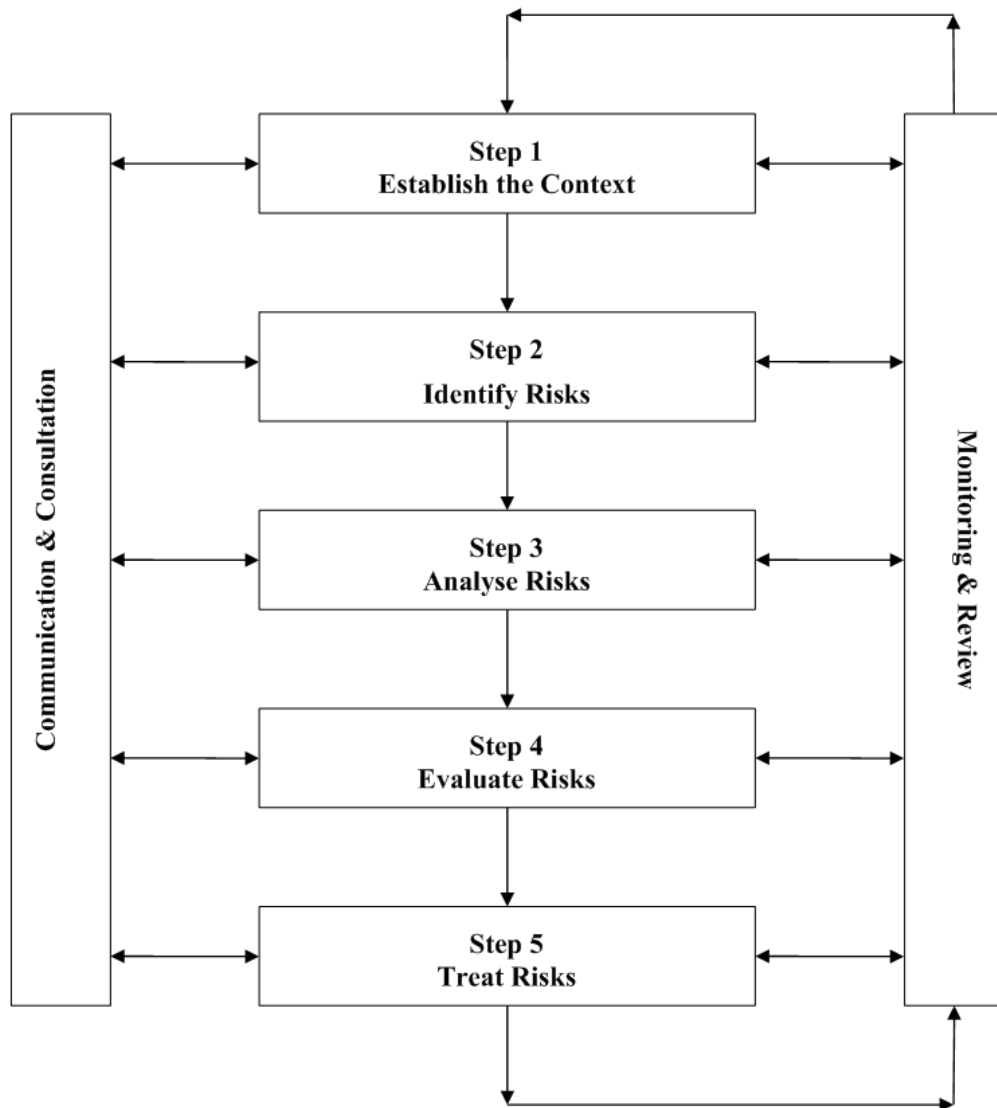 Communication & Consultation
Step 1
Establish the Context
Step 2
Identify Risks
Step 3
Analyse Risks
Step 4
Evaluate Risks
Step 5
Treat Risks
Monitoring & Review